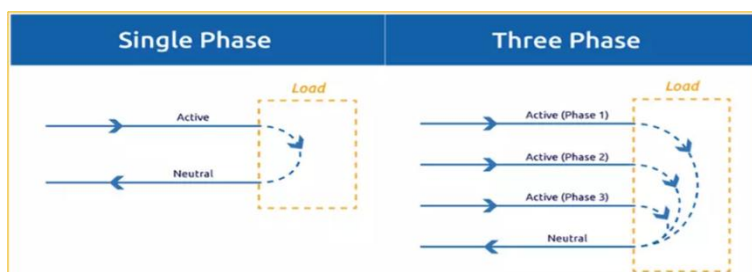 Single Phase
Three Phase
Load
Active
Neutral
Load
Active (Phase 1)
Active (Phase 2)
Active (Phase 3)
Neutral